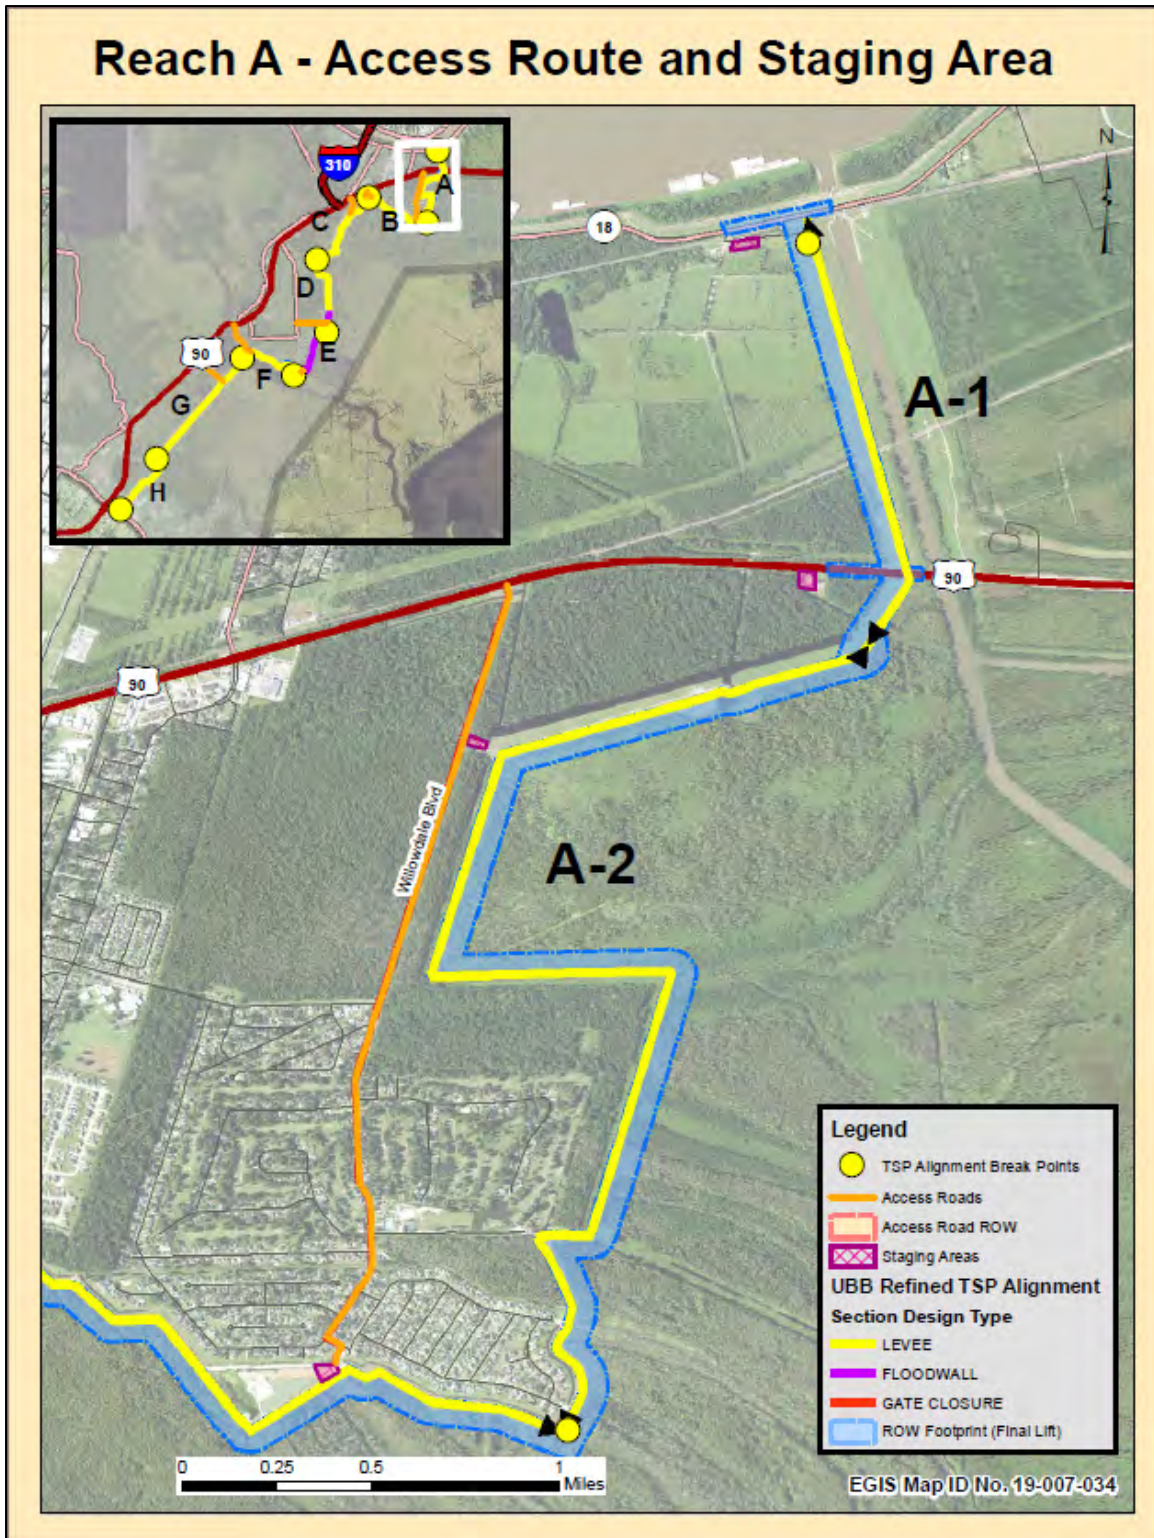 Reach A - Access Route and Staging Area
310
A
C
B
D
E
90
F
G
H
18
N
A-1
90
90
Willowdale Blvd
A-2
Legend
TSP Alignment Break Points
Access Roads
Access Road ROW
Staging Areas
UBB Refined TSP Alignment
Section Design Type
LEVEE
FLOODWALL
GATE CLOSURE
ROW Footprint (Final Lift)
0 0.25 0.5 1
Miles
EGIS Map ID No. 19-007-034